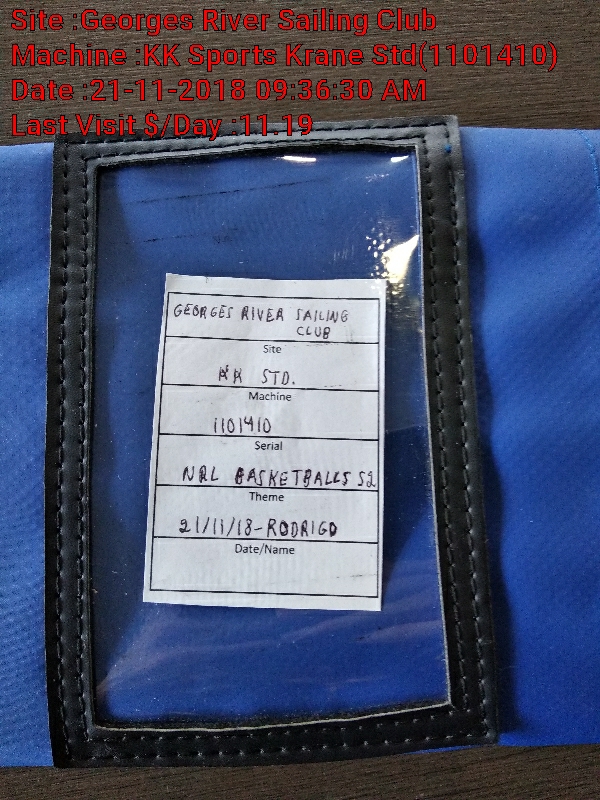 Site :Georges River Sailing Club
Machine :KK Sports Krane Std(1101410)
Date :21-11-2018 09:36:30 AM
Last Visit $/Day :11.19
GEORGES RIVER SAILING
CLUB
Site
KK STD.
Machine
1101410
Serial
NRL BASKETBALLS S2
Theme
21/11/18-RODRIGO
Date/Name